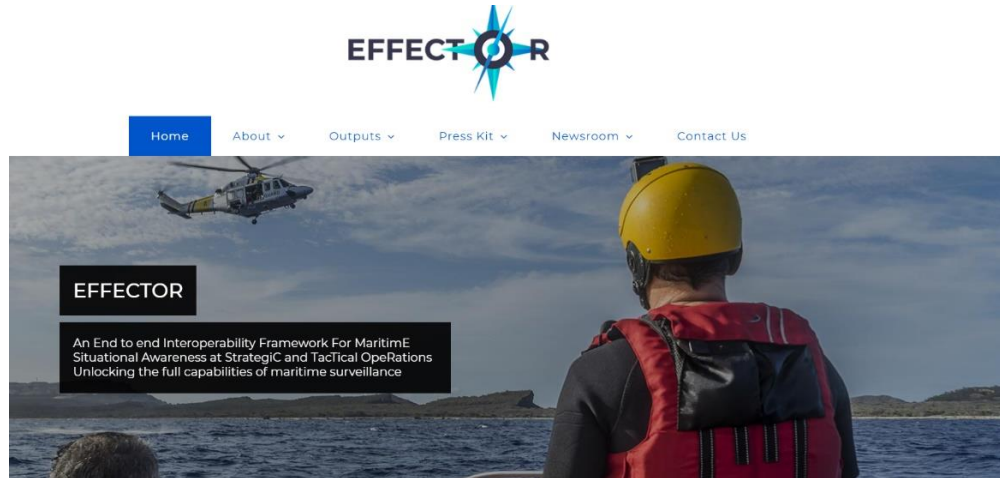 EFFECTOR
Home About Outputs Press Kit Newsroom Contact Us
EFFECTOR
An End to end Interoperability Framework For MaritimE
Situational Awareness at StrategiC and TacTical OpeRations
Unlocking the full capabilities of maritime surveillance